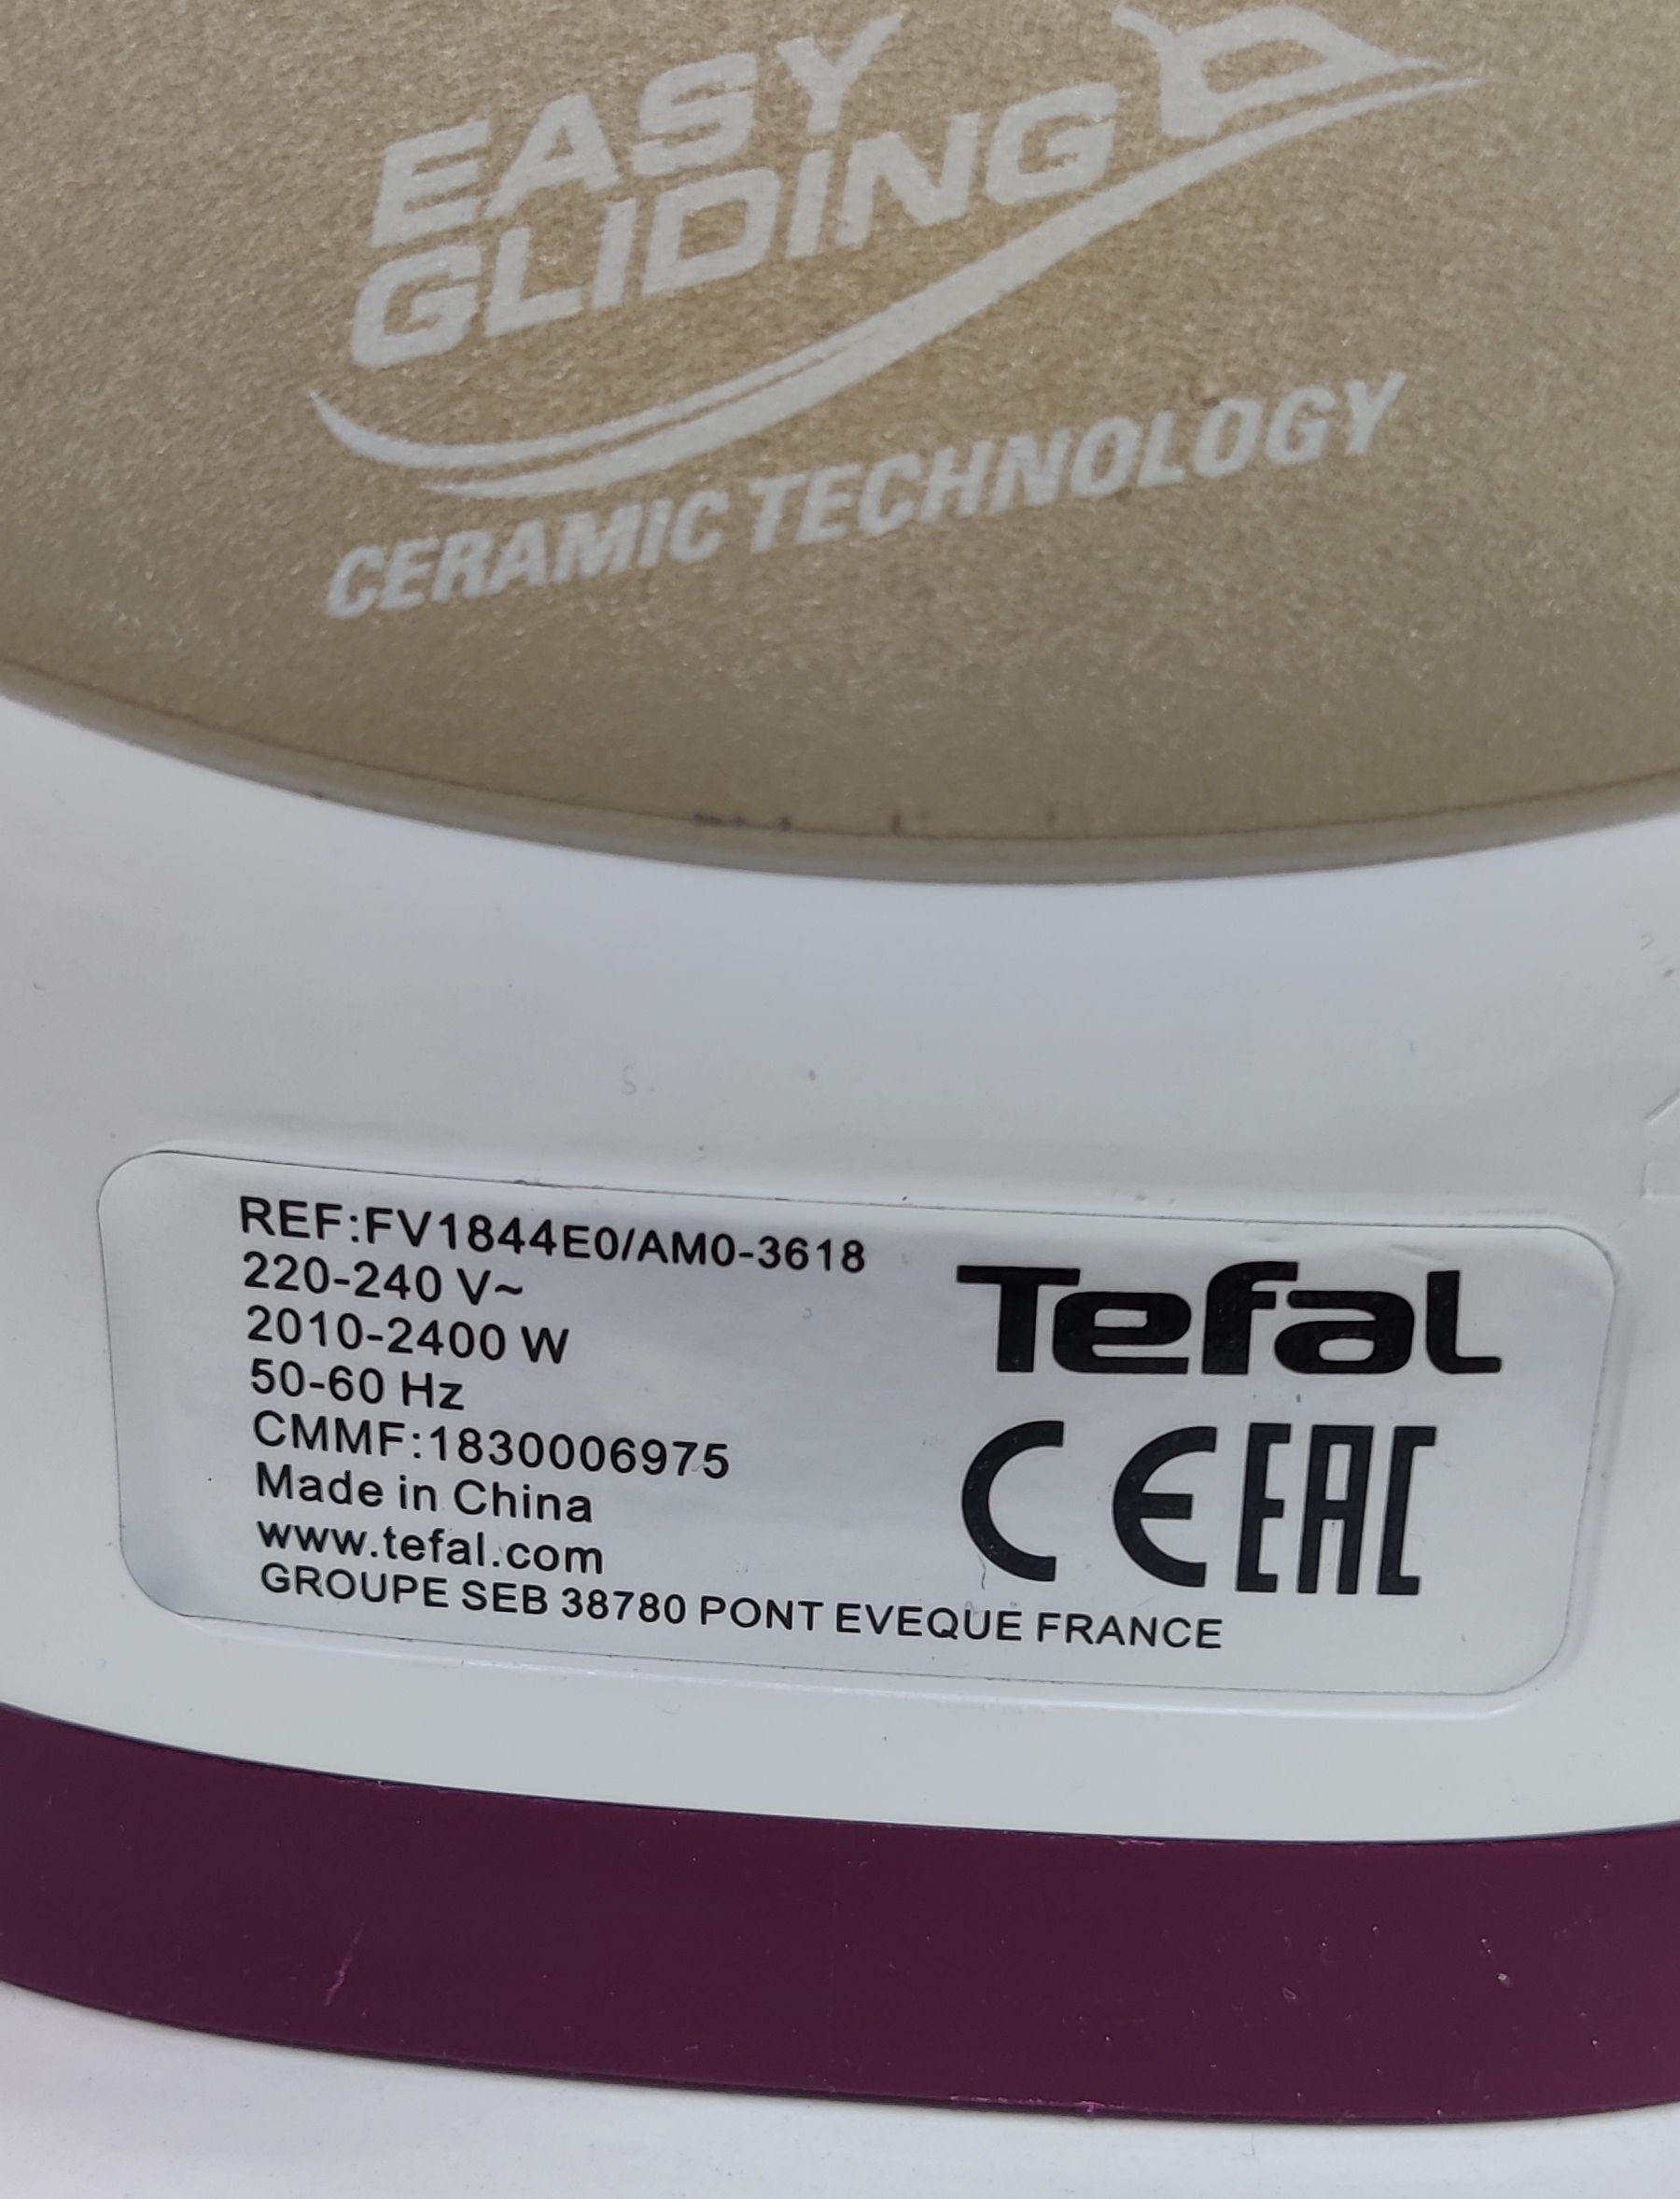 EASY
GLIDING
CERAMIC TECHNOLOGY
REF:FV1844E0/AM0-3618
220-240 V~
2010-2400 W
50-60 Hz
CMMF:1830006975
Made in China
www.tefal.com
GROUPE SEB 38780 PONT EVEQUE FRANCE
Tefal
CE EAC